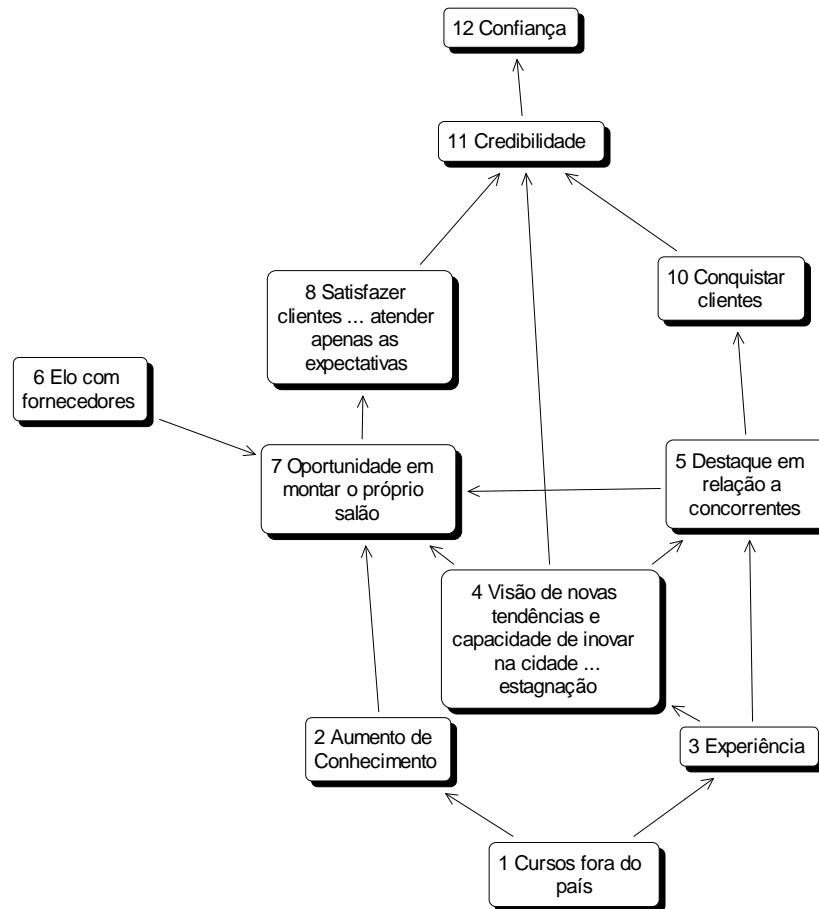 12 Confiança
11 Credibilidade
8 Satisfazer
clientes ... atender
apenas as
expectativas
10 Conquistar
clientes
6 Elo com
fornecedores
7 Oportunidade em
montar o próprio
salão
5 Destaque em
relação a
concorrentes
4 Visão de novas
tendências e
capacidade de inovar
na cidade ...
estagnação
2 Aumento de
Conhecimento
3 Experiência
1 Cursos fora do
país